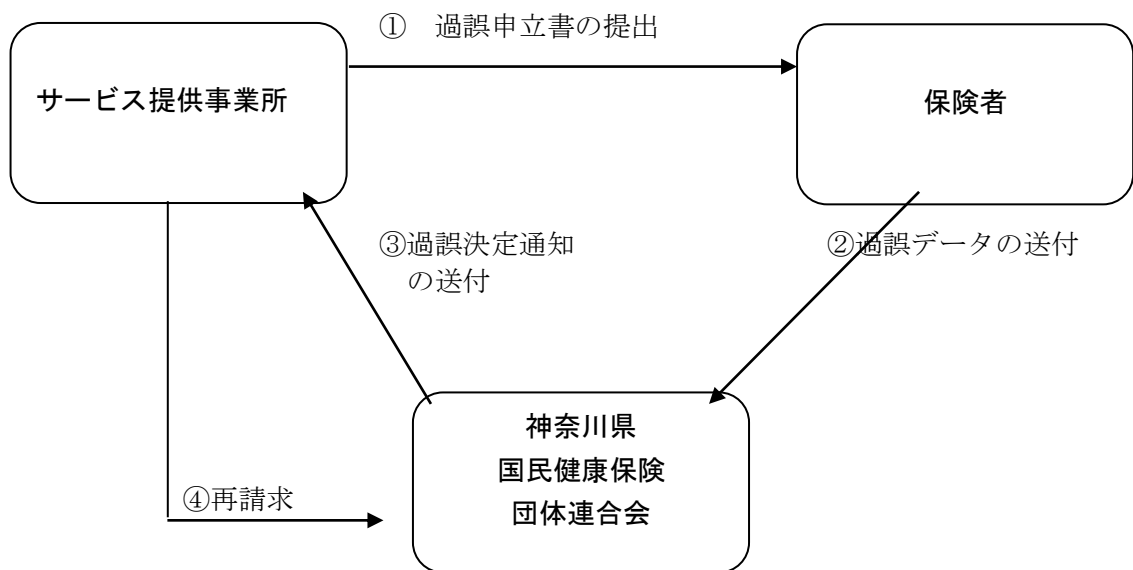 ① 過誤申立書の提出
サービス提供事業所
保険者
③過誤決定通知
の送付
②過誤データの送付
神奈川県
国民健康保険
団体連合会
④再請求